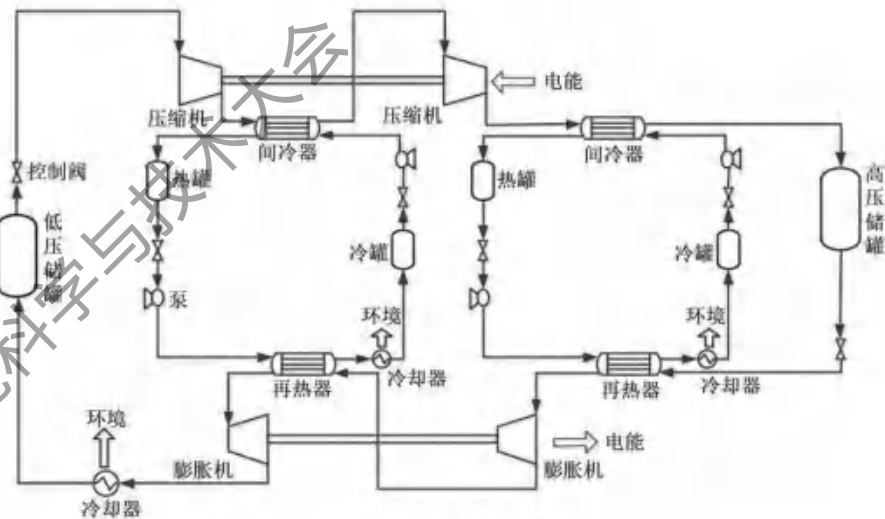 电能
压缩机
压缩机
间冷器
间冷器
控制阀
热罐
热罐
高
压
储
罐
低
压
储
罐
冷罐
冷罐
泵
环境
环境
再热器
冷却器
再热器
冷却器
环境
电能
膨胀机
膨胀机
冷却器
科学与技术大会